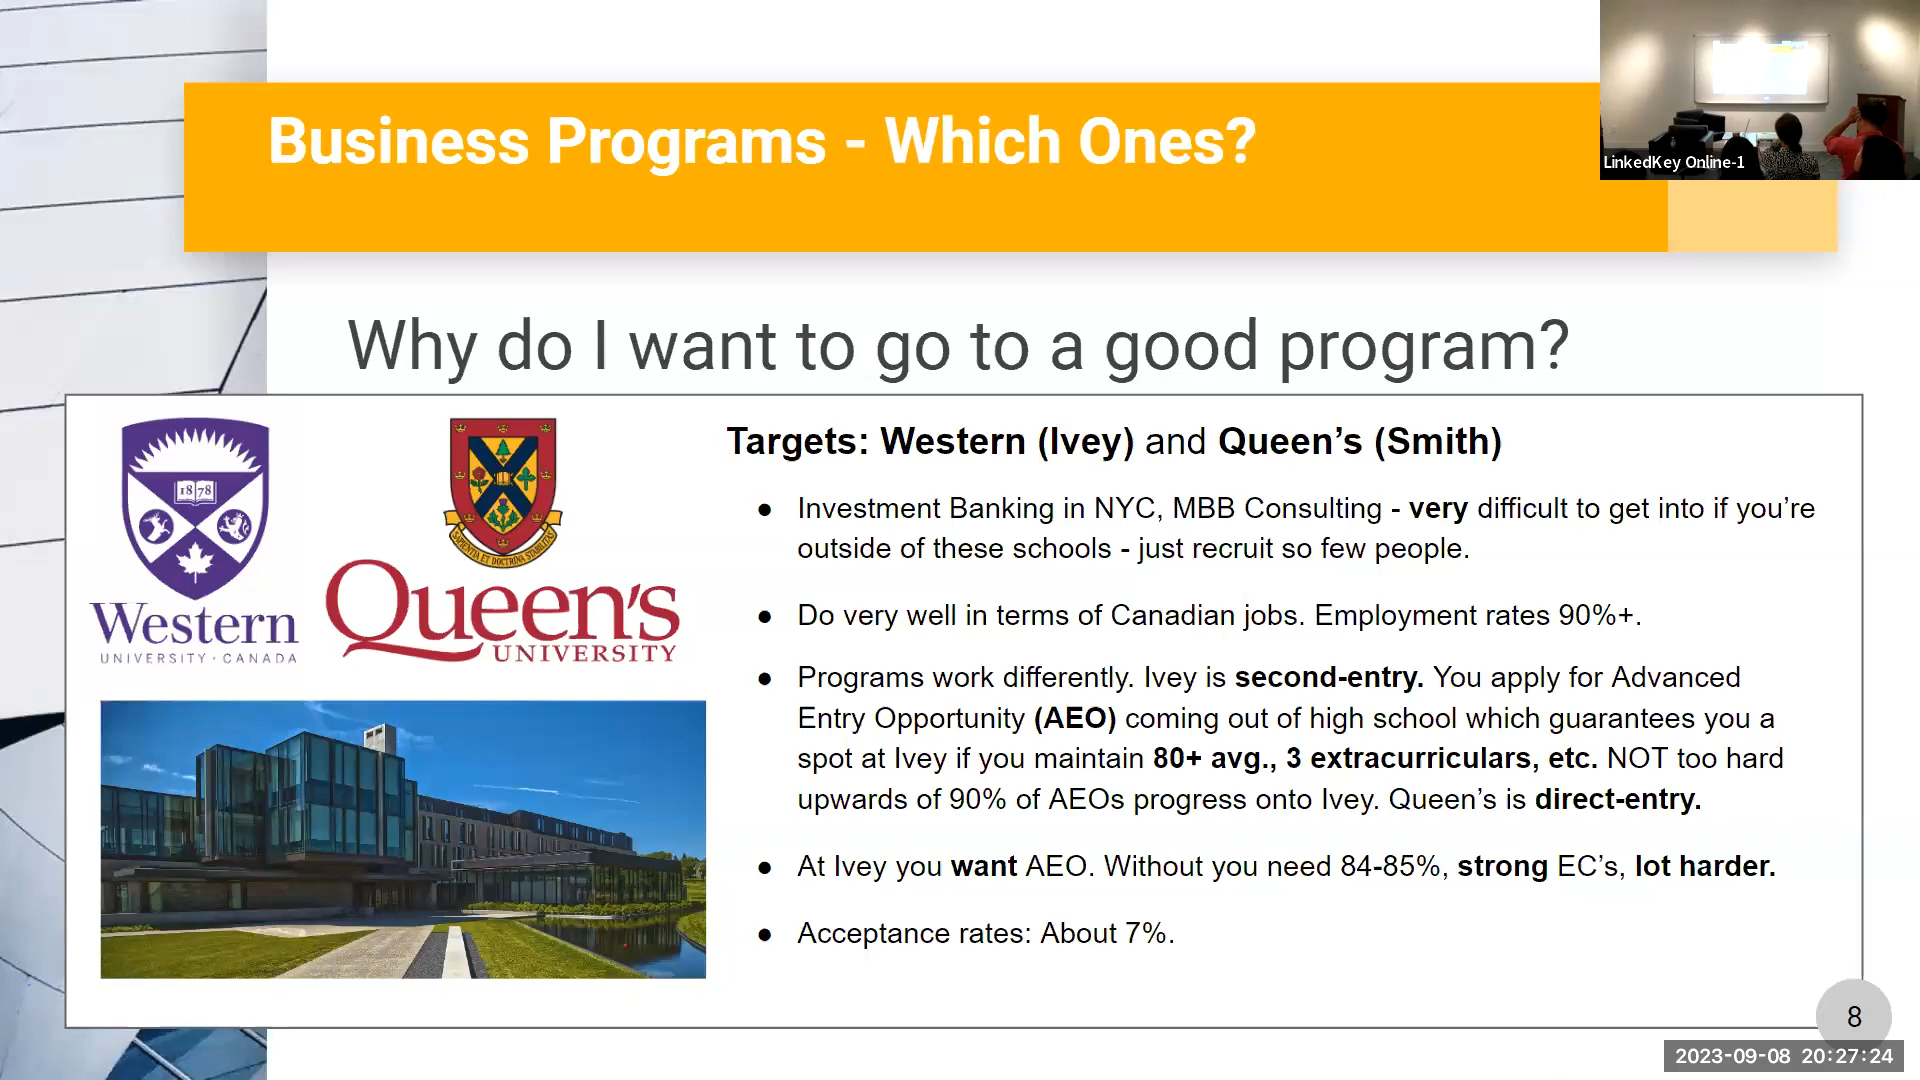 Business Programs - Which Ones?
LinkedKey Online-1
Why do I want to go to a good program?
18 78
Western
UNIVERSITY · CANADA
SAPIENTIA ET DOCTRINA STABILITAS
Queen's
UNIVERSITY
Targets: Western (Ivey) and Queen's (Smith)
● Investment Banking in NYC, MBB Consulting - very difficult to get into if you're
outside of these schools - just recruit so few people.
● Do very well in terms of Canadian jobs. Employment rates 90%+.
● Programs work differently. Ivey is second-entry. You apply for Advanced
Entry Opportunity (AEO) coming out of high school which guarantees you a
spot at Ivey if you maintain 80+ avg., 3 extracurriculars, etc. NOT too hard
upwards of 90% of AEOs progress onto Ivey. Queen's is direct-entry.
● At Ivey you want AEO. Without you need 84-85%, strong EC's, lot harder.
● Acceptance rates: About 7%.
8
2023-09-08 20:27:24